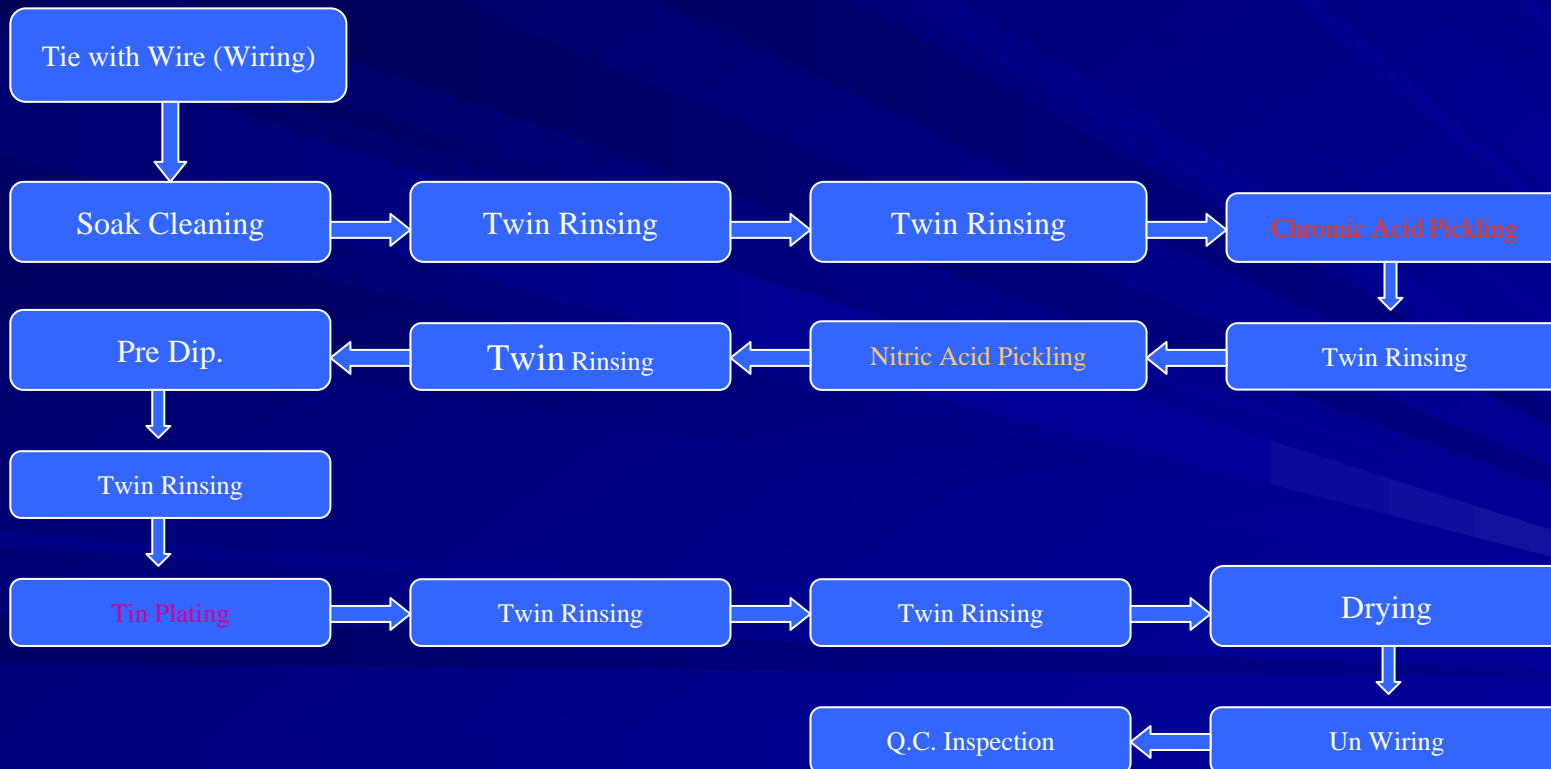 Tie with Wire (Wiring)
Soak Cleaning
Twin Rinsing
Twin Rinsing
Chromic Acid Pickling
Twin Rinsing
Nitric Acid Pickling
Twin Rinsing
Pre Dip.
Twin Rinsing
Tin Plating
Twin Rinsing
Twin Rinsing
Drying
Un Wiring
Q.C. Inspection